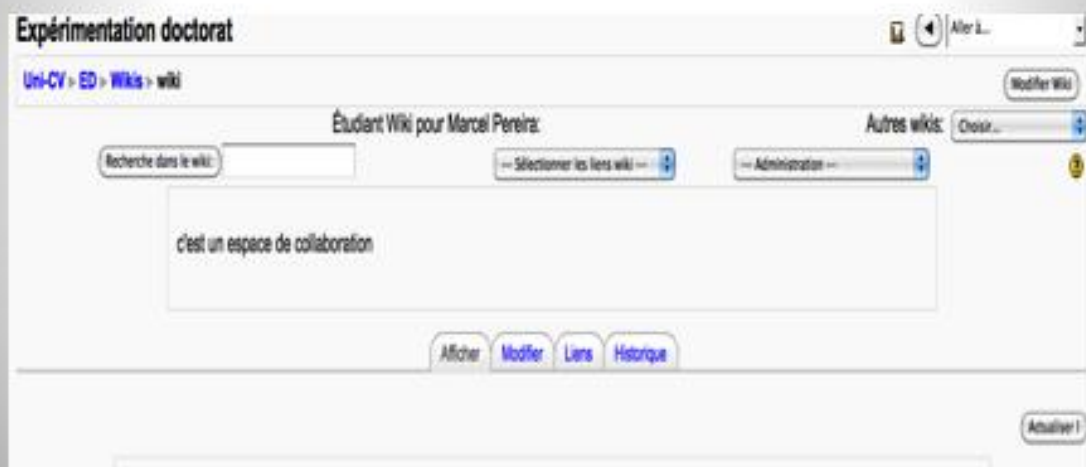 Expérimentation doctorat
Aller à...
Uni-CV > ED > Wikis > wiki
Modifier Wiki
Étudiant Wiki pour Marcel Pereira:
Autres wikis: Choisir...
Recherche dans le wiki:
--- Sélectionner les liens wiki ---
--- Administration ---
c'est un espace de collaboration
Afficher Modifier Liens Historique
Actualiser